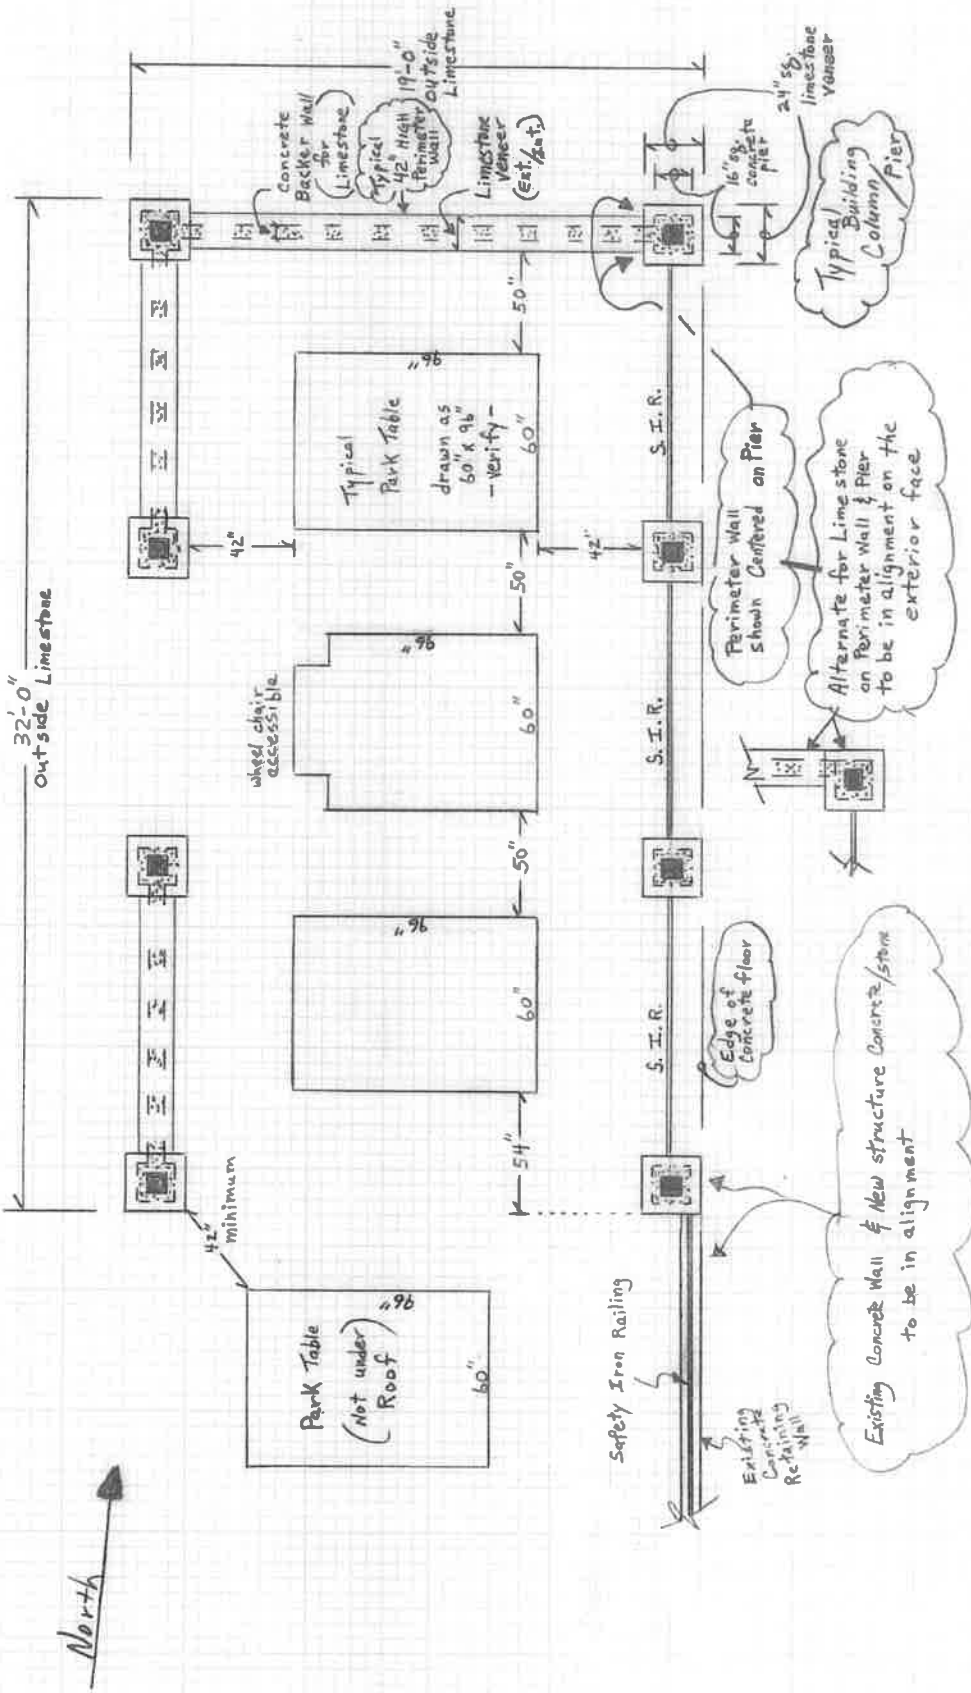 North
32'-0"
Outside Limestone
19'-0"
outside
Limestone
Concrete
Backer Wall
for
Limestone
Typical
42" High
Perimeter
Wall
Limestone
Veneer
(Ext./Int.)
16" sq.
concrete
pier
24" sq.
limestone
vaneer
Typical
Building
Column/Pier
42"
minimum
Park Table
(Not under
Roof)
96"
60"
96"
60"
wheel chair
accessible
96"
60"
Typical
Park Table
drawn as
60" x 96"
-verify-
96"
60"
42"
42"
54"
50"
50"
50"
S.I.R.
S.I.R.
S.I.R.
Safety Iron Railing
Existing
Concrete
Retaining
Wall
Edge of
Concrete floor
Perimeter Wall
shown Centered on Pier
Alternate for Limestone
on Perimeter Wall & Pier
to be in alignment on the
exterior face
Existing Concrete Wall & New structure Concrete/stone
to be in alignment